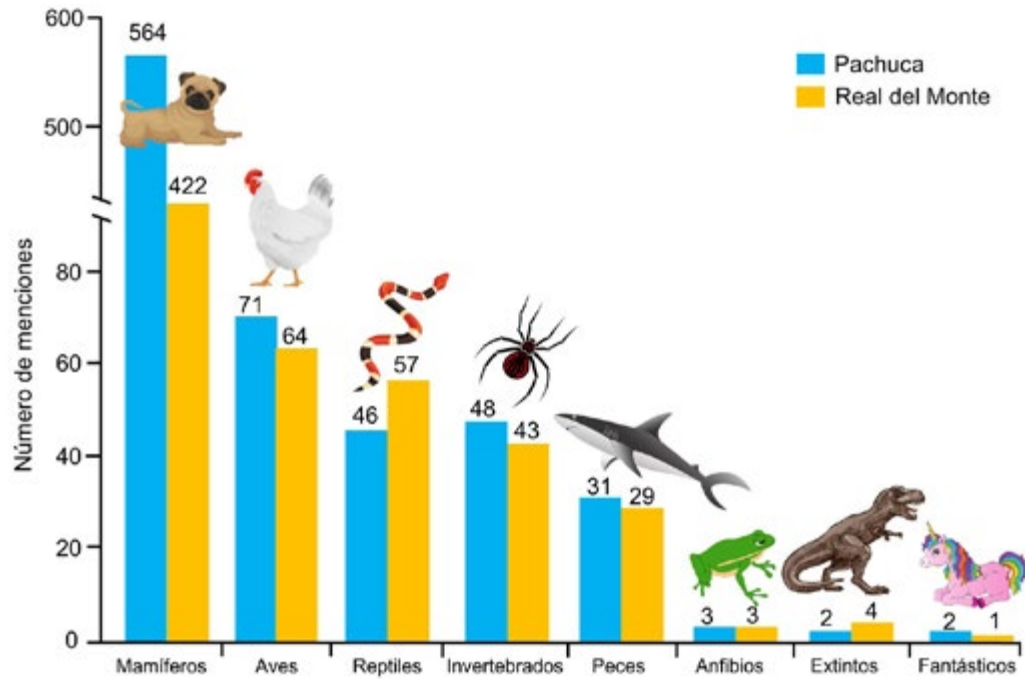 600
564
Pachuca
Real del Monte
500
422
Número de menciones
80
71
64
60
57
46
48
43
40
31
29
20
3
3
2
4
2
1
0
Mamíferos
Aves
Reptiles
Invertebrados
Peces
Anfibios
Extintos
Fantásticos